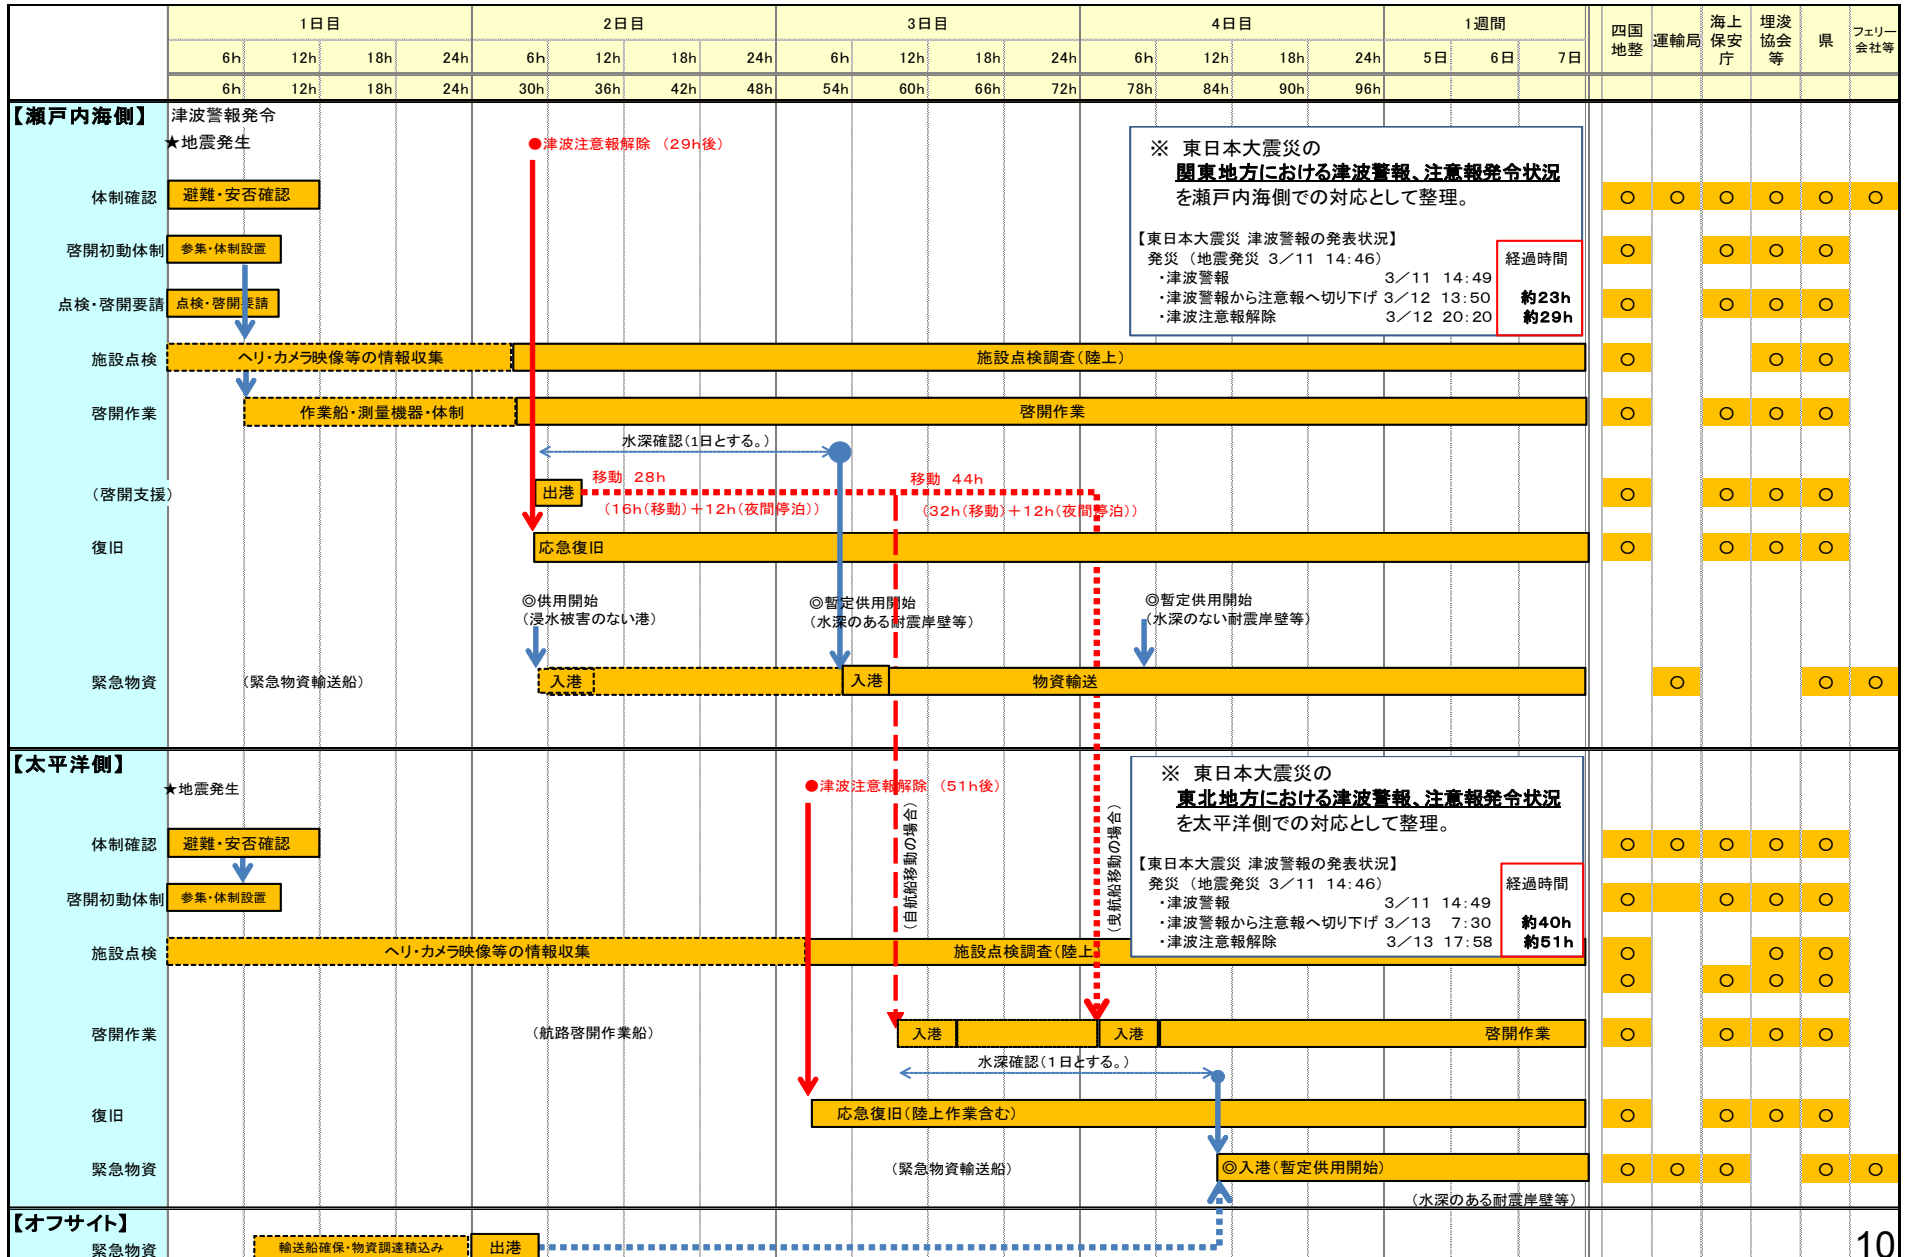 1日目 2日目 3日目 4日目 1週間 四国地整 運輸局 海上保安庁 埋浚協会等 県 フェリー会社等
6h 12h 18h 24h 6h 12h 18h 24h 6h 12h 18h 24h 6h 12h 18h 24h 5日 6日 7日
6h 12h 18h 24h 30h 36h 42h 48h 54h 60h 66h 72h 78h 84h 90h 96h
【瀬戸内海側】 津波警報発令
★地震発生
●津波注意報解除 (29h後)
※ 東日本大震災の
関東地方における津波警報、注意報発令状況
を瀬戸内海側での対応として整理。
【東日本大震災 津波警報の発表状況】
発災 (地震発災 3/11 14:46) 経過時間
・津波警報 3/11 14:49
・津波警報から注意報へ切り下げ 3/12 13:50 約23h
・津波注意報解除 3/12 20:20 約29h
体制確認 避難・安否確認 ○ ○ ○ ○ ○ ○
啓開初動体制 参集・体制設置 ○ ○ ○ ○
点検・啓開要請 点検・啓開要請 ○ ○ ○ ○
施設点検 ヘリ・カメラ映像等の情報収集 施設点検調査(陸上) ○ ○ ○
啓開作業 作業船・測量機器・体制 啓開作業 ○ ○ ○ ○
水深確認(1日とする。)
移動 28h 移動 44h
(啓開支援) 出港 ○ ○ ○ ○
(16h(移動)+12h(夜間停泊)) (32h(移動)+12h(夜間停泊))
復旧 応急復旧 ○ ○ ○ ○
◎供用開始 ◎暫定供用開始 ◎暫定供用開始
(浸水被害のない港) (水深のある耐震岸壁等) (水深のない耐震岸壁等)
緊急物資 (緊急物資輸送船) 入港 入港 物資輸送 ○ ○ ○
【太平洋側】
★地震発生
●津波注意報解除 (51h後)
(自航船移動の場合)
(曳航船移動の場合)
※ 東日本大震災の
東北地方における津波警報、注意報発令状況
を太平洋側での対応として整理。
【東日本大震災 津波警報の発表状況】
発災 (地震発災 3/11 14:46) 経過時間
・津波警報 3/11 14:49
・津波警報から注意報へ切り下げ 3/13 7:30 約40h
・津波注意報解除 3/13 17:58 約51h
体制確認 避難・安否確認 ○ ○ ○ ○ ○
啓開初動体制 参集・体制設置 ○ ○ ○ ○
施設点検 ヘリ・カメラ映像等の情報収集 施設点検調査(陸上) ○ ○ ○
○ ○ ○ ○
啓開作業 (航路啓開作業船) 入港 入港 啓開作業 ○ ○ ○ ○
水深確認(1日とする。)
復旧 応急復旧(陸上作業含む) ○ ○ ○ ○
緊急物資 (緊急物資輸送船) ◎入港(暫定供用開始) ○ ○ ○ ○ ○
(水深のある耐震岸壁等)
【オフサイト】
緊急物資 輸送船確保・物資調達積込み 出港
10